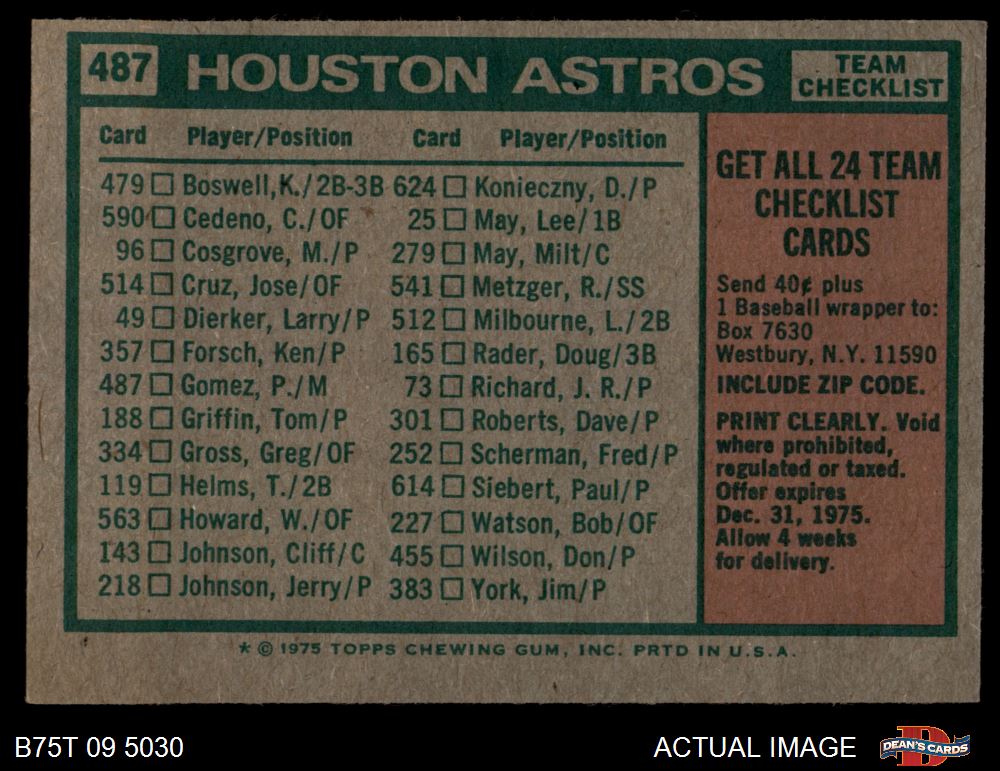 487 HOUSTON ASTROS TEAM CHECKLIST
Card Player/Position Card Player/Position
479 Boswell,K./2B-3B 624 Konieczny, D./P
590 Cedeno, C./OF 25 May, Lee/1B
96 Cosgrove, M./P 279 May, Milt/C
514 Cruz, Jose/OF 541 Metzger, R./SS
49 Dierker, Larry/P 512 Milbourne, L./2B
357 Forsch, Ken/P 165 Rader, Doug/3B
487 Gomez, P./M 73 Richard, J. R./P
188 Griffin, Tom/P 301 Roberts, Dave/P
334 Gross, Greg/OF 252 Scherman, Fred/P
119 Helms, T./2B 614 Siebert, Paul/P
563 Howard, W./OF 227 Watson, Bob/OF
143 Johnson, Cliff/C 455 Wilson, Don/P
218 Johnson, Jerry/P 383 York, Jim/P
GET ALL 24 TEAM
CHECKLIST
CARDS
Send 40¢ plus
1 Baseball wrapper to:
Box 7630
Westbury, N.Y. 11590
INCLUDE ZIP CODE.
PRINT CLEARLY. Void
where prohibited,
regulated or taxed.
Offer expires
Dec. 31, 1975.
Allow 4 weeks
for delivery.
* © 1975 TOPPS CHEWING GUM, INC. PRTD IN U.S.A.
B75T 09 5030
ACTUAL IMAGE
DEAN'S CARDS